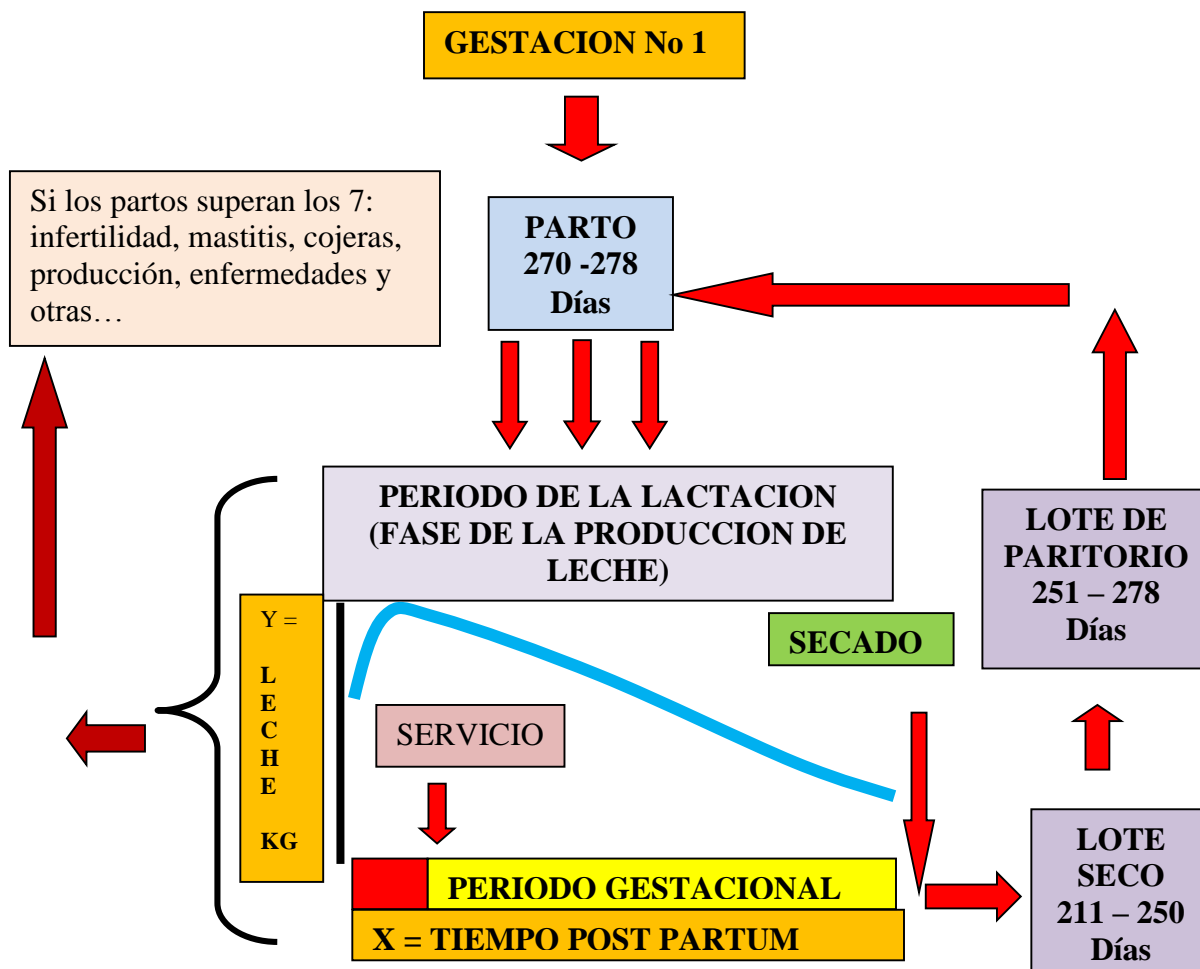 GESTACION No 1
Si los partos superan los 7:
infertilidad, mastitis, cojeras,
producción, enfermedades y
otras…
PARTO
270 -278
Días
PERIODO DE LA LACTACION
(FASE DE LA PRODUCCION DE
LECHE)
LOTE DE
PARITORIO
251 – 278
Días
Y =
L
E
C
H
E
KG
SECADO
SERVICIO
PERIODO GESTACIONAL
X = TIEMPO POST PARTUM
LOTE
SECO
211 – 250
Días